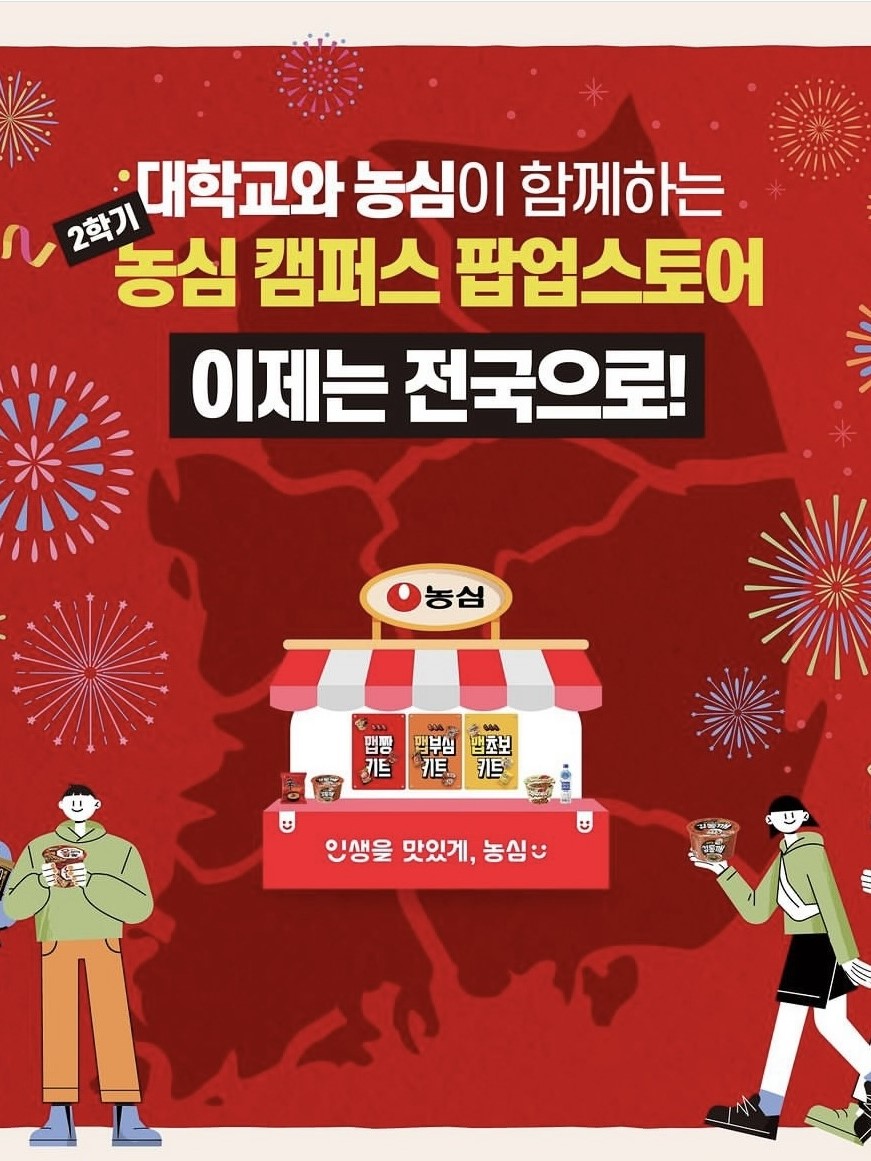 대학교와 농심이 함께하는
2학기
농심 캠퍼스 팝업스토어
이제는 전국으로!
농심
맵짱
키트
맵부심
키트
맵초보
키트
인생을 맛있게, 농심